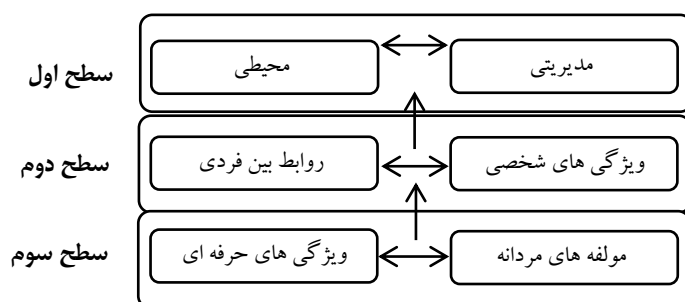 سطح اول
مدیریتی
محیطی
سطح دوم
ویژگی های شخصی
روابط بین فردی
سطح سوم
مولفه های مردانه
ویژگی های حرفه ای